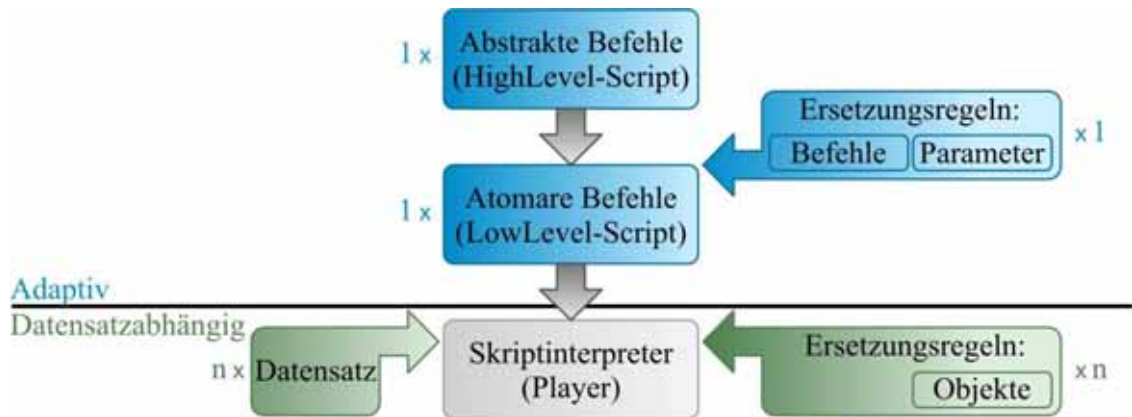 1 x
Abstrakte Befehle
(HighLevel-Script)
Ersetzungsregeln:
Befehle
Parameter
x 1
1 x
Atomare Befehle
(LowLevel-Script)
Adaptiv
Datensatzabhängig
n x
Datensatz
Skriptinterpreter
(Player)
Ersetzungsregeln:
Objekte
x n